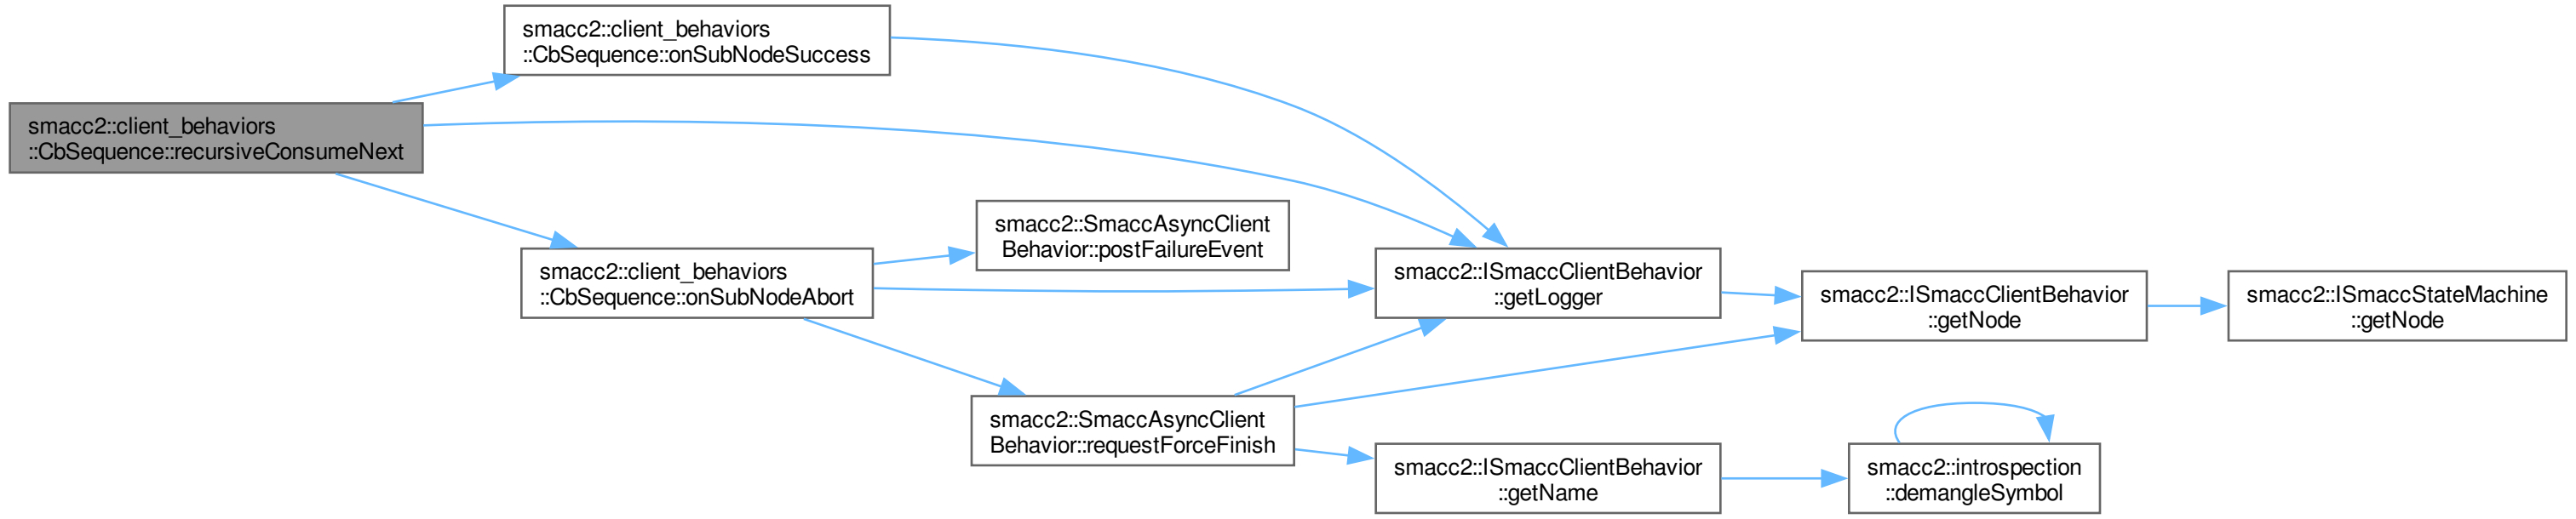 smacc2::client_behaviors
::CbSequence::recursiveConsumeNext
smacc2::client_behaviors
::CbSequence::onSubNodeSuccess
smacc2::client_behaviors
::CbSequence::onSubNodeAbort
smacc2::SmaccAsyncClient
Behavior::postFailureEvent
smacc2::SmaccAsyncClient
Behavior::requestForceFinish
smacc2::ISmaccClientBehavior
::getLogger
smacc2::ISmaccClientBehavior
::getName
smacc2::ISmaccClientBehavior
::getNode
smacc2::introspection
::demangleSymbol
smacc2::ISmaccStateMachine
::getNode